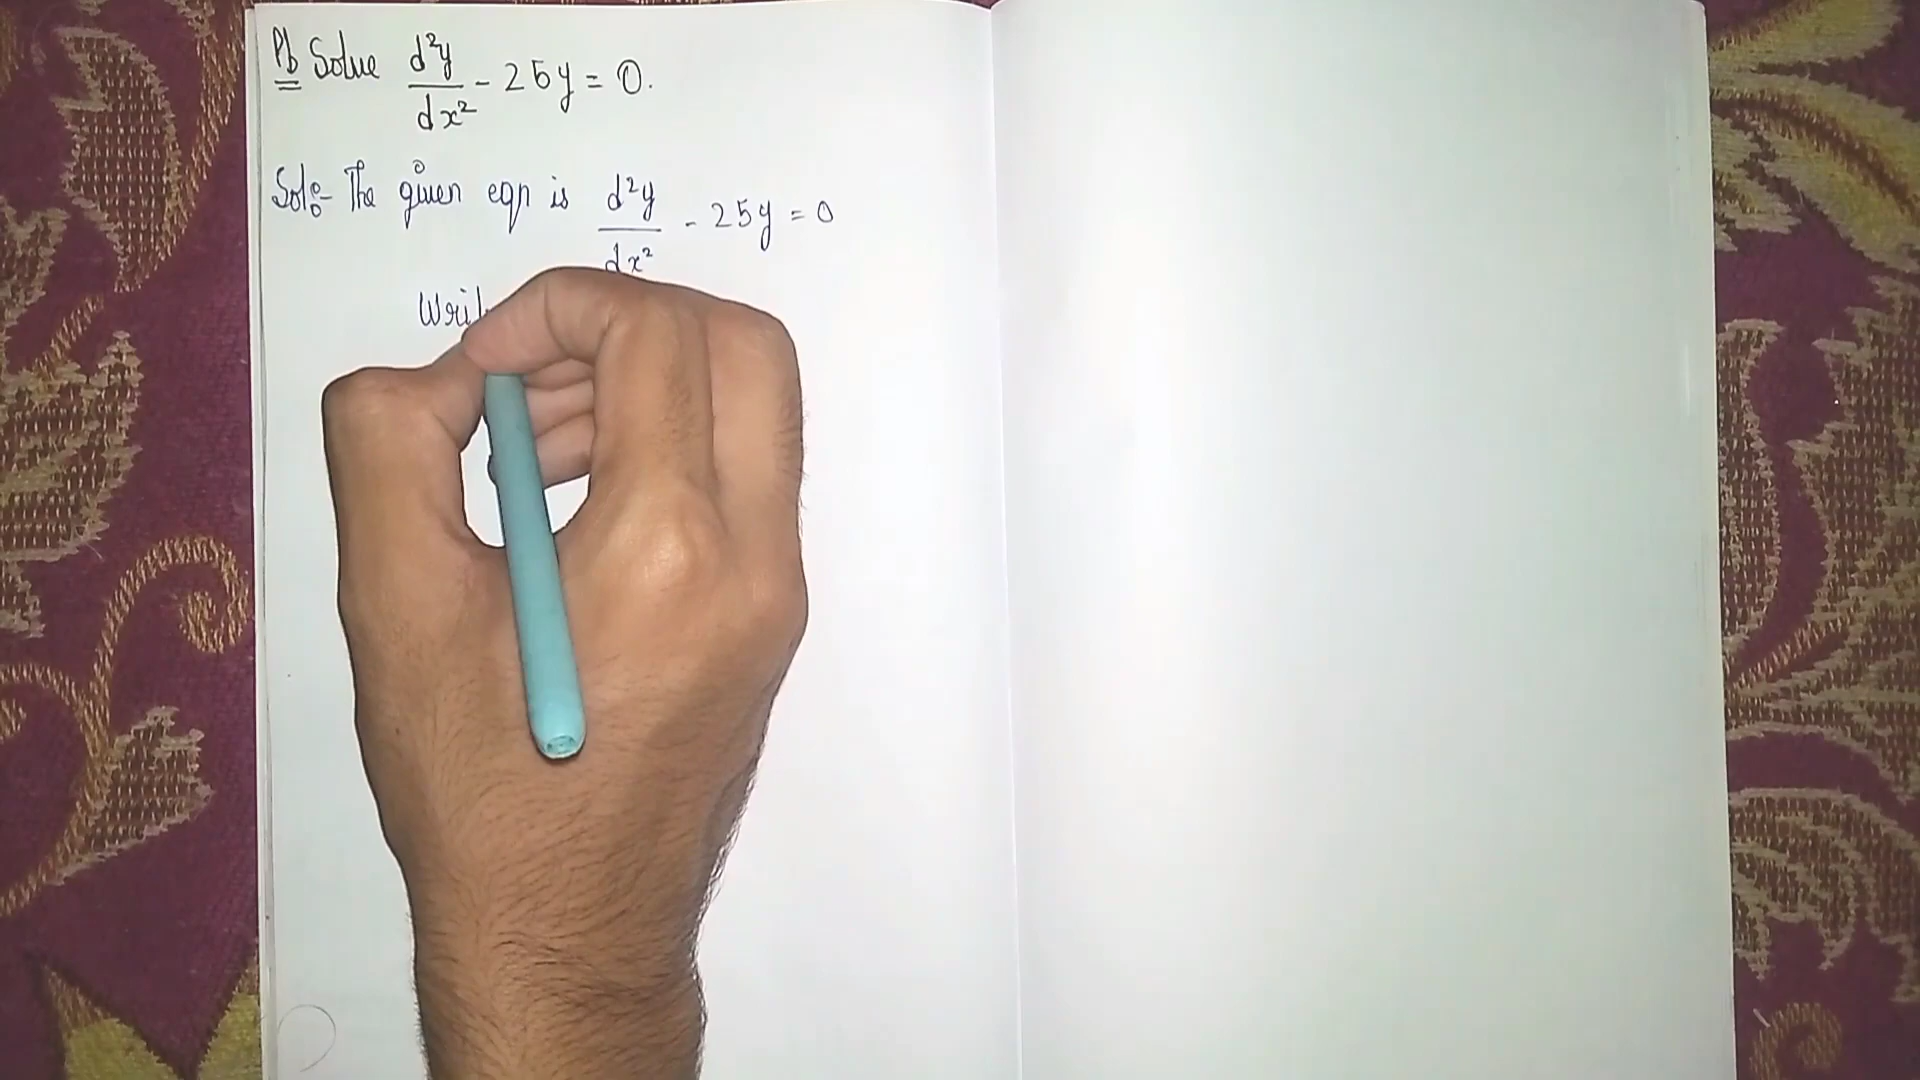 Pb Solve d²y/dx² - 25y = 0.
Sol:- The given eqn is d²y/dx² - 25y = 0